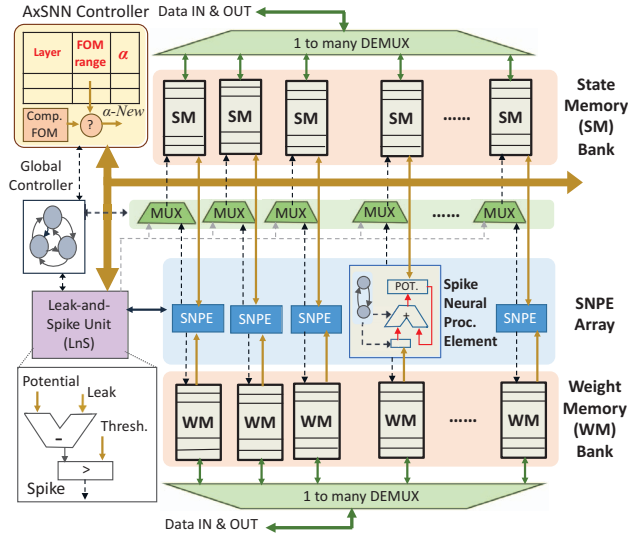 AxSNN Controller
Data IN & OUT
1 to many DEMUX
Layer
FOM
range
α
Comp.
FOM
?
α-New
SM
SM
SM
SM
SM
......
State
Memory
(SM)
Bank
Global
Controller
MUX
MUX
MUX
MUX
......
MUX
Leak-and-
Spike Unit
(LnS)
SNPE
SNPE
SNPE
POT.
+
Spike
Neural
Proc.
Element
SNPE
SNPE
Array
Potential
Leak
-
Thresh.
>
Spike
WM
WM
WM
WM
......
WM
Weight
Memory
(WM)
Bank
1 to many DEMUX
Data IN & OUT